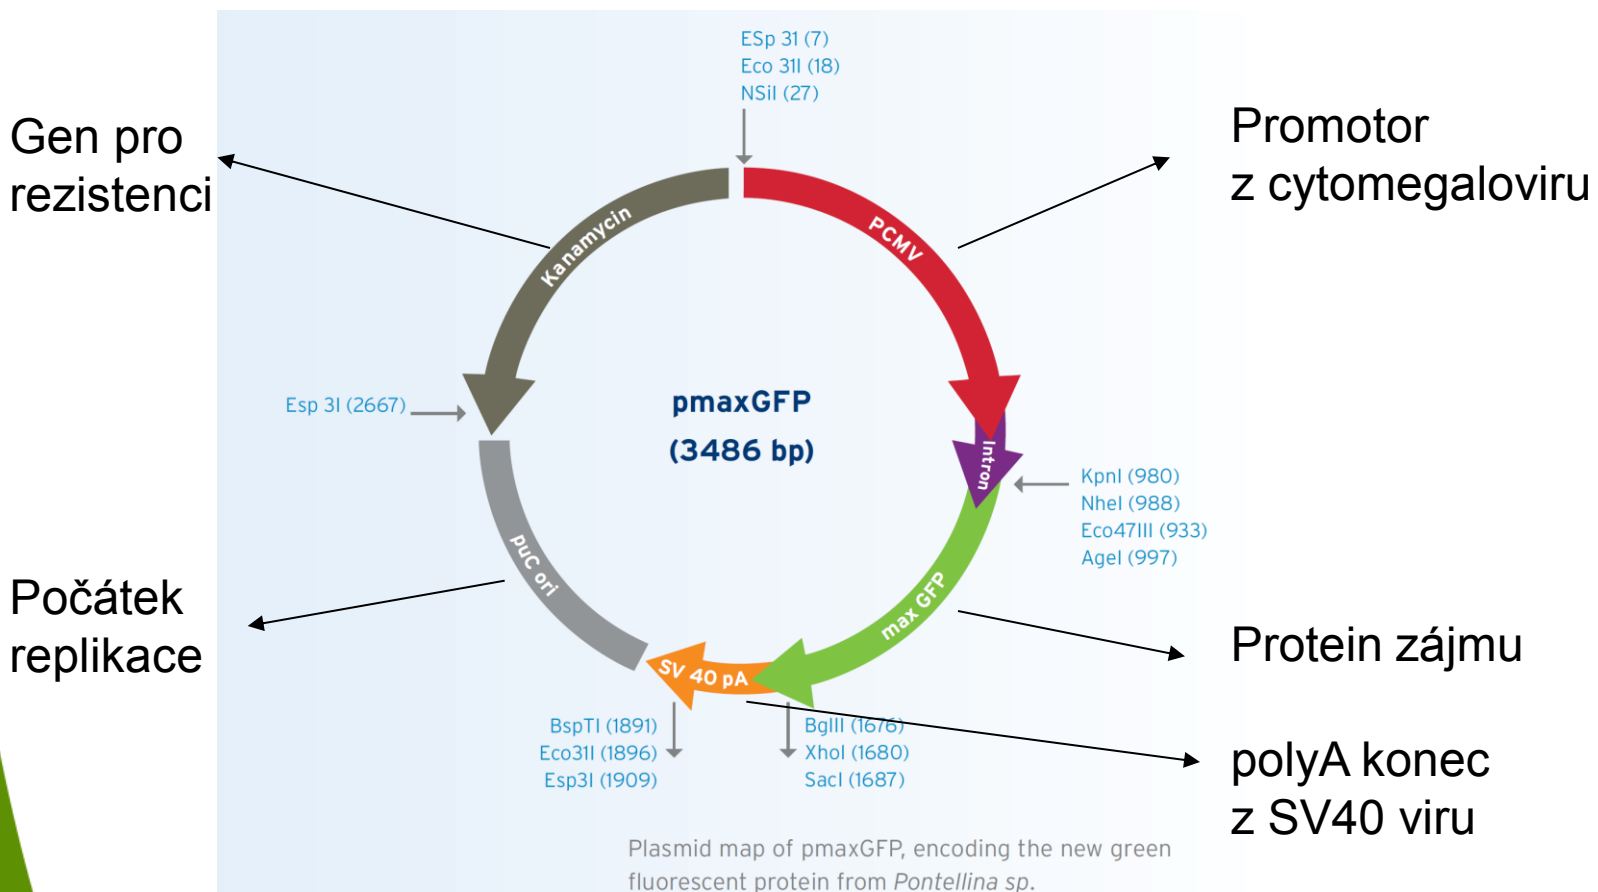 ESp 31 (7)
Eco 31I (18)
NSiI (27)
Gen pro
rezistenci
Promotor
z cytomegaloviru
Kanamycin
PCMV
Esp 3I (2667)
pmaxGFP
(3486 bp)
Intron
KpnI (980)
NheI (988)
Eco47III (933)
AgeI (997)
puC ori
max GFP
Počátek
replikace
Protein zájmu
SV 40 pA
BspTI (1891)
Eco31I (1896)
Esp3I (1909)
BglII (1676)
XhoI (1680)
SacI (1687)
polyA konec
z SV40 viru
Plasmid map of pmaxGFP, encoding the new green
fluorescent protein from Pontellina sp.